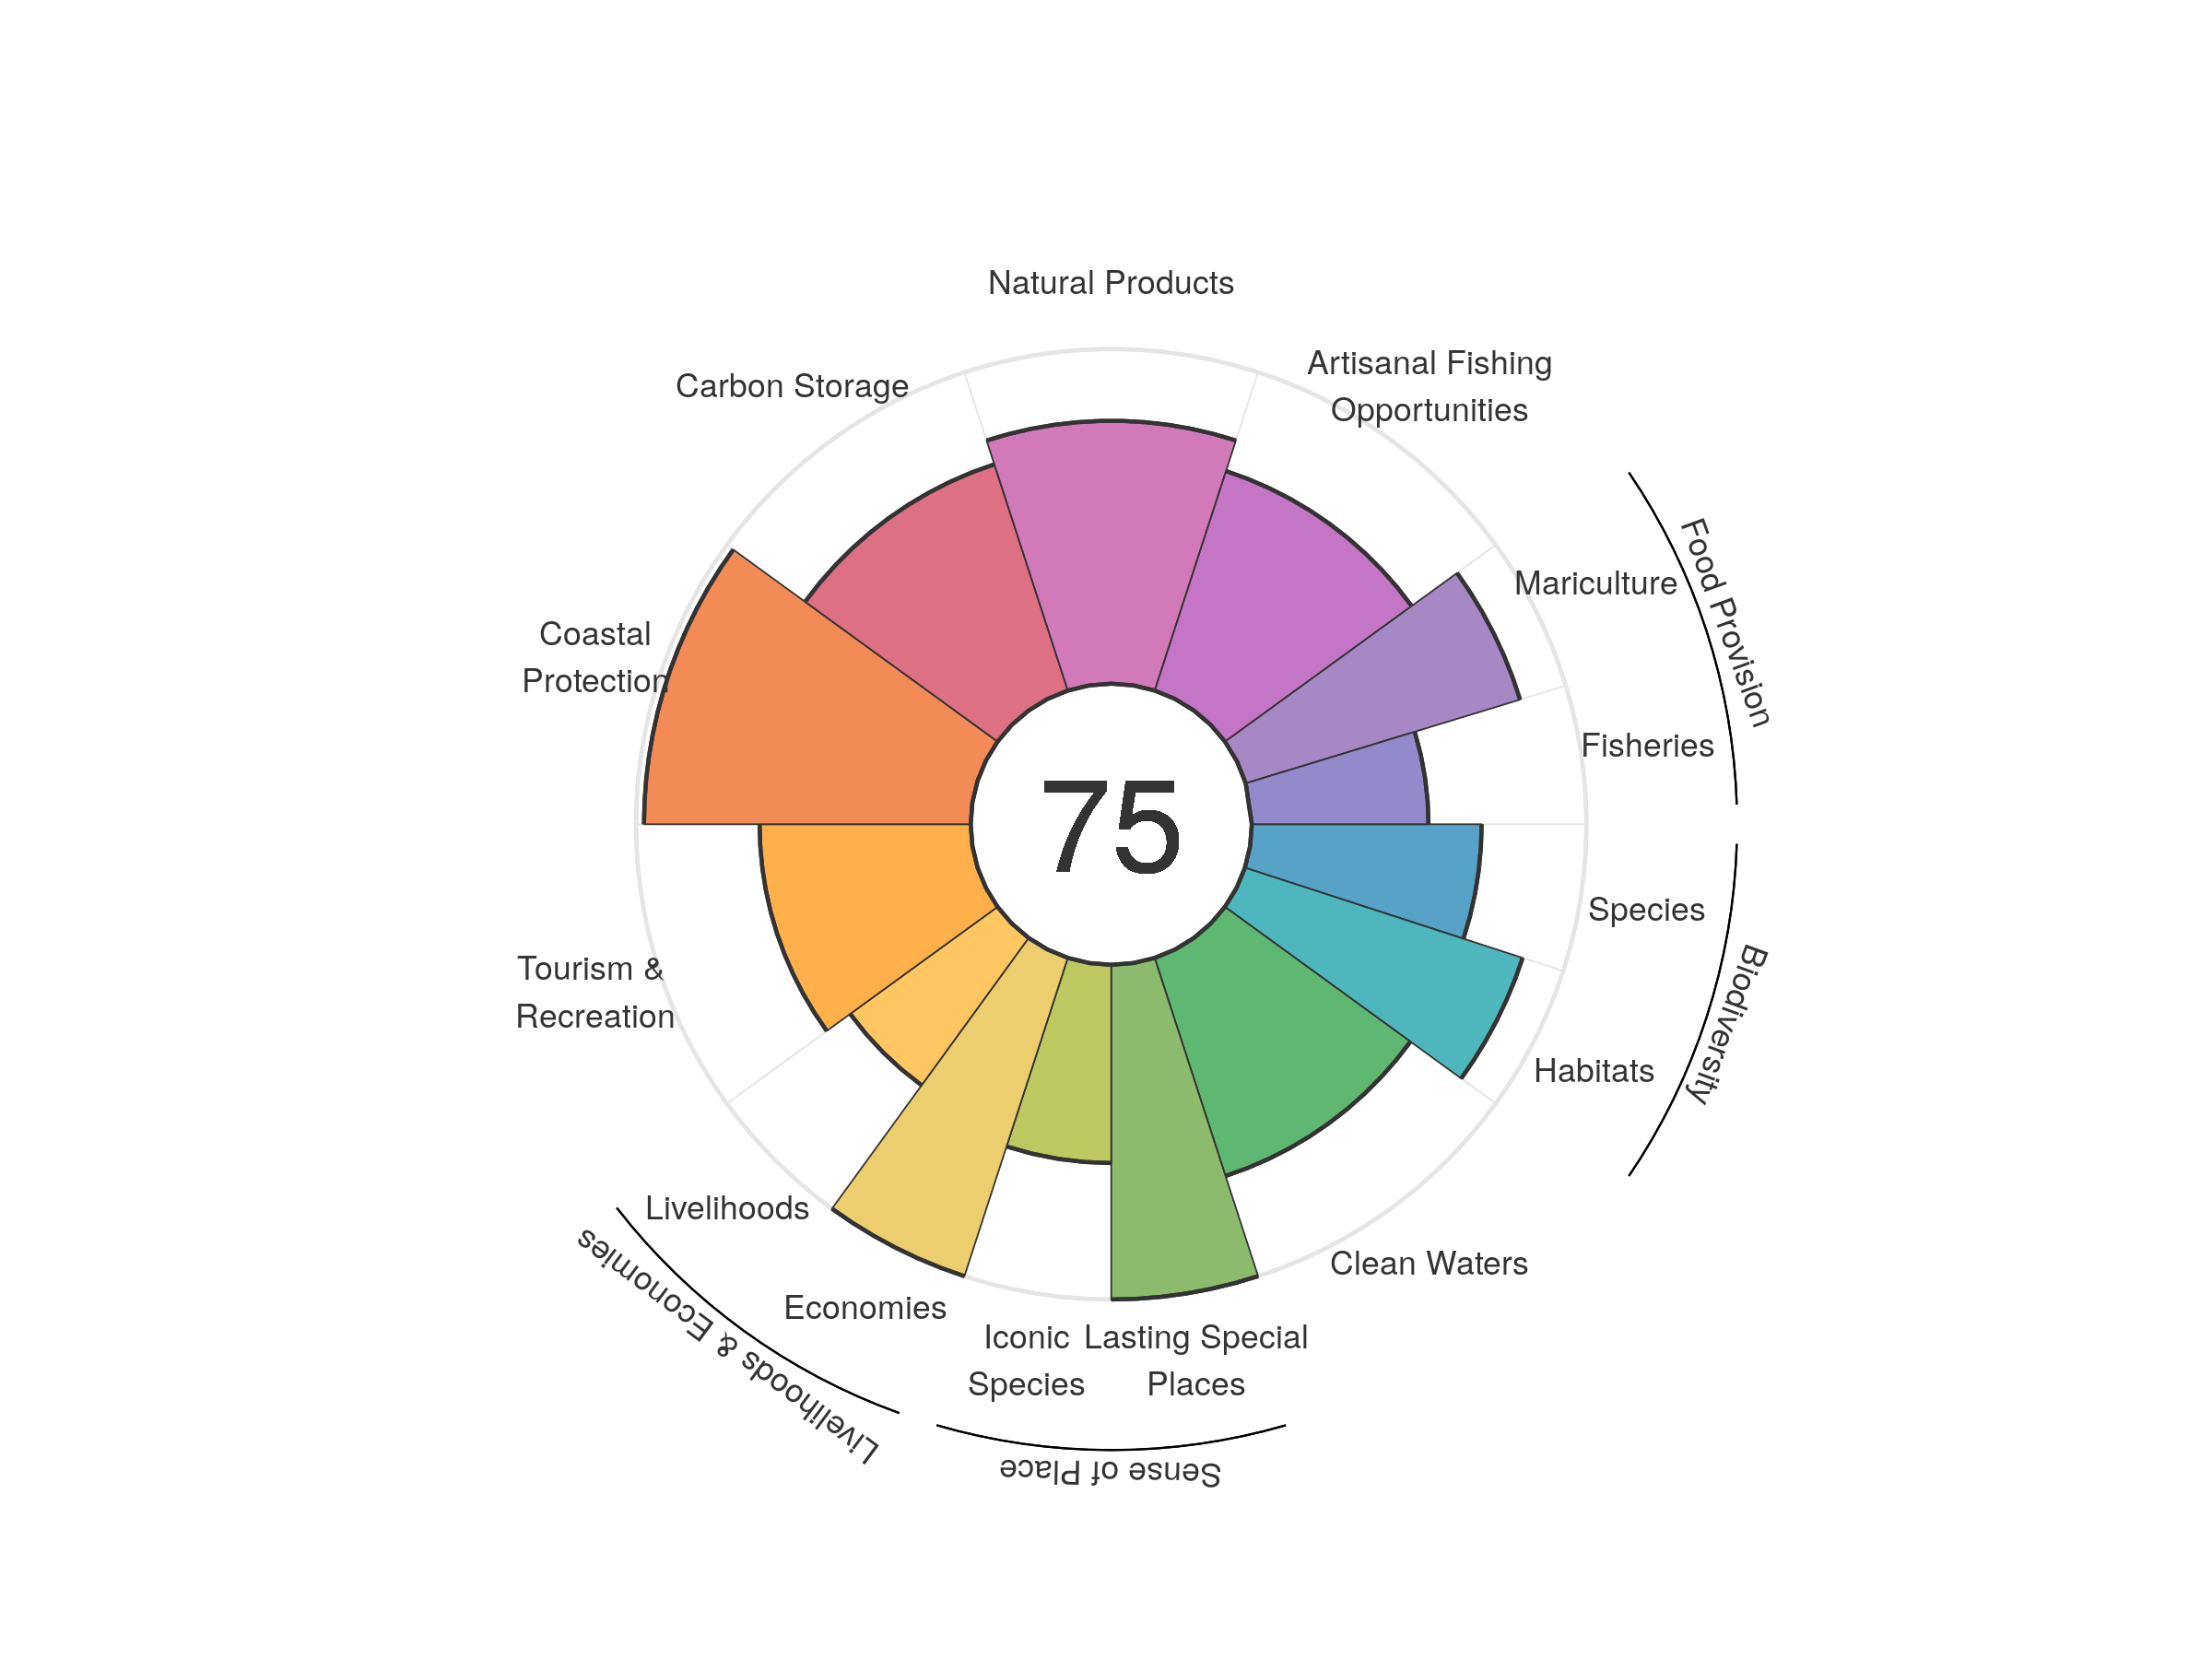 Natural Products
Artisanal Fishing
Opportunities
Carbon Storage
Food Provision
Mariculture
Coastal
Protection
Fisheries
75
Species
Biodiversity
Tourism &
Recreation
Habitats
Livelihoods
Livelihoods & Economies
Clean Waters
Economies
Iconic
Species
Lasting Special
Places
Sense of Place